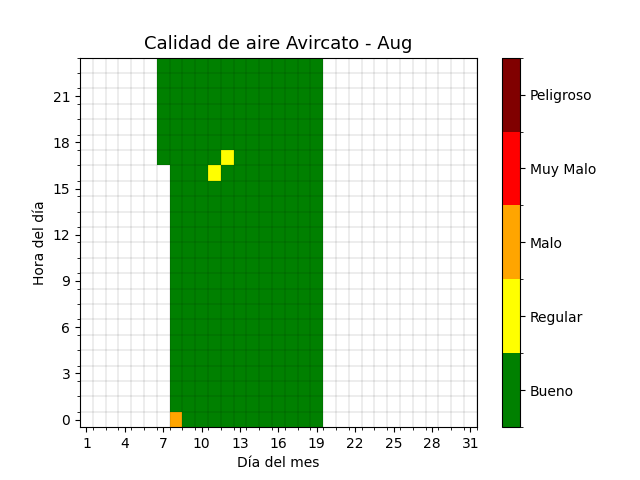 Calidad de aire Avircato - Aug
Hora del día
21
18
15
12
9
6
3
0
1 4 7 10 13 16 19 22 25 28 31
Día del mes
Peligroso
Muy Malo
Malo
Regular
Bueno